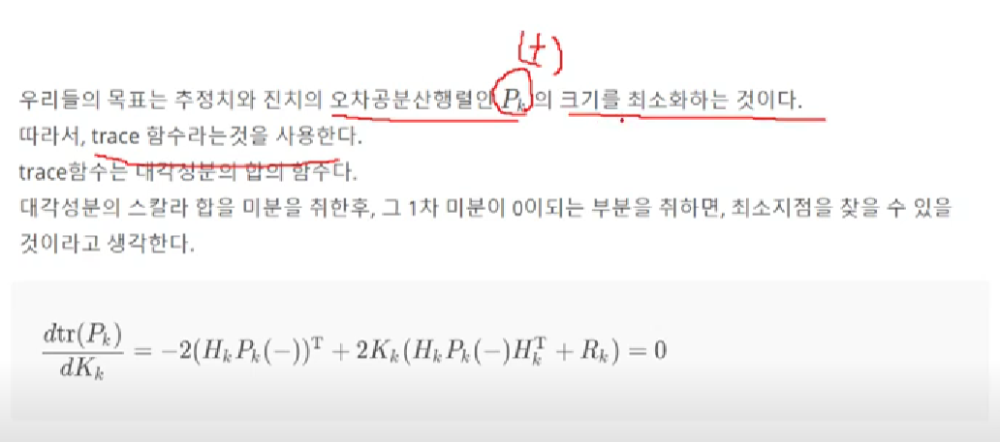 (+)
우리들의 목표는 추정치와 진치의 오차공분산행렬인 P_k의 크기를 최소화하는 것이다.
따라서, trace 함수라는것을 사용한다.
trace함수는 대각성분의 합의 함수다.
대각성분의 스칼라 합을 미분을 취한후, 그 1차 미분이 0이되는 부분을 취하면, 최소지점을 찾을 수 있을
것이라고 생각한다.
\frac{d\mathrm{tr}(P_k)}{dK_k} = -2(H_k P_k(-))^T + 2K_k(H_k P_k(-)H_k^T + R_k) = 0